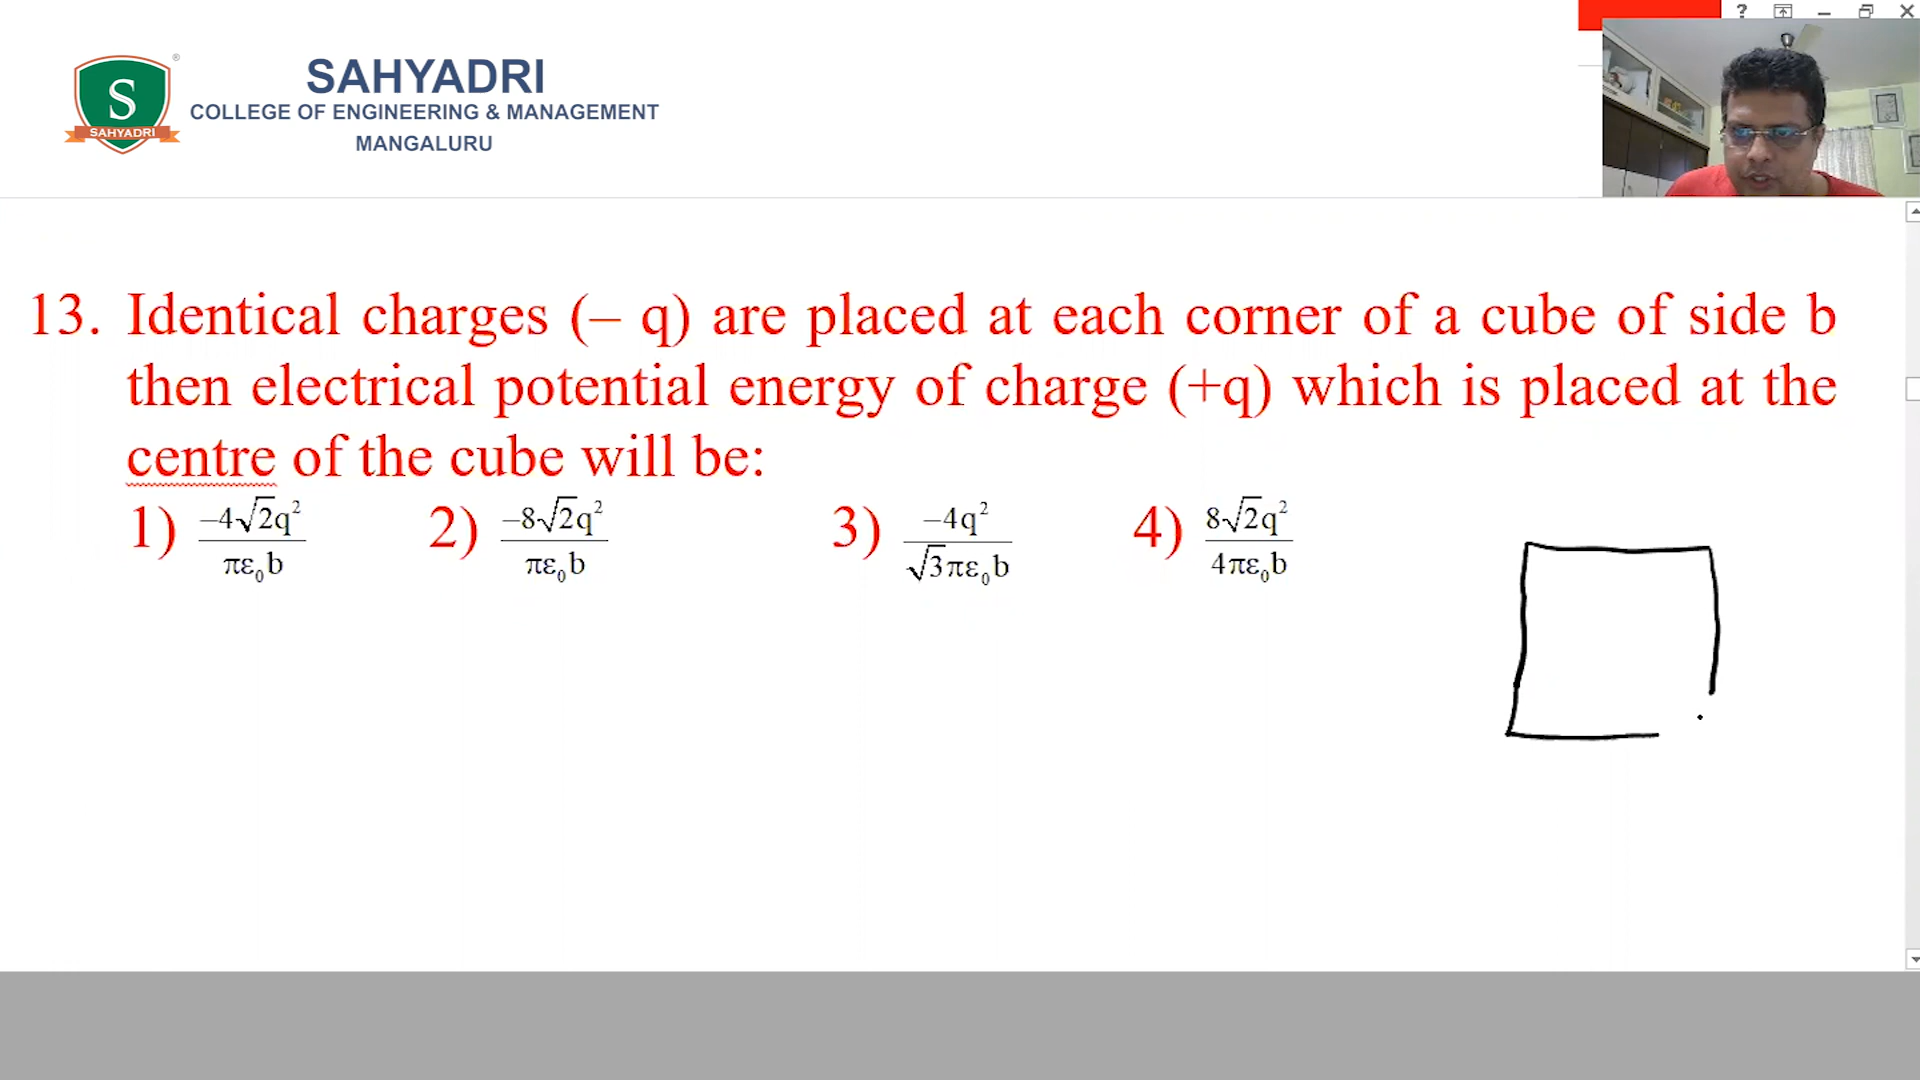 SAHYADRI
COLLEGE OF ENGINEERING & MANAGEMENT
MANGALURU
S
SAHYADRI
®
?
13. Identical charges (– q) are placed at each corner of a cube of side b
then electrical potential energy of charge (+q) which is placed at the
centre of the cube will be:
1) −4√2q² / πε₀b 2) −8√2q² / πε₀b 3) −4q² / √3πε₀b 4) 8√2q² / 4πε₀b